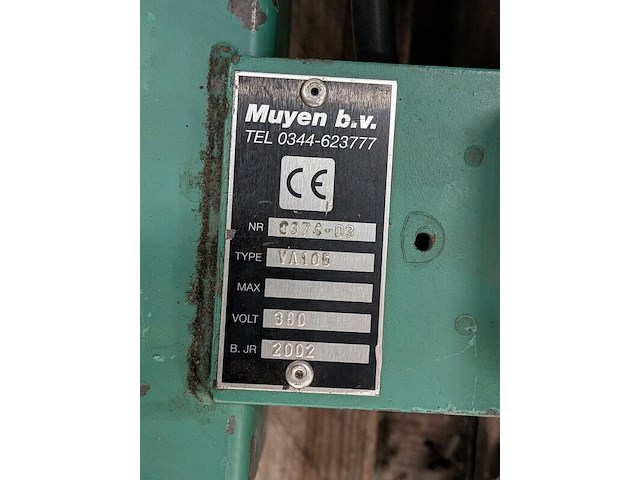 Muyen b.v.
TEL 0344-623777
CE
NR
TYPE VA105
MAX
VOLT 380
B. JR 2002